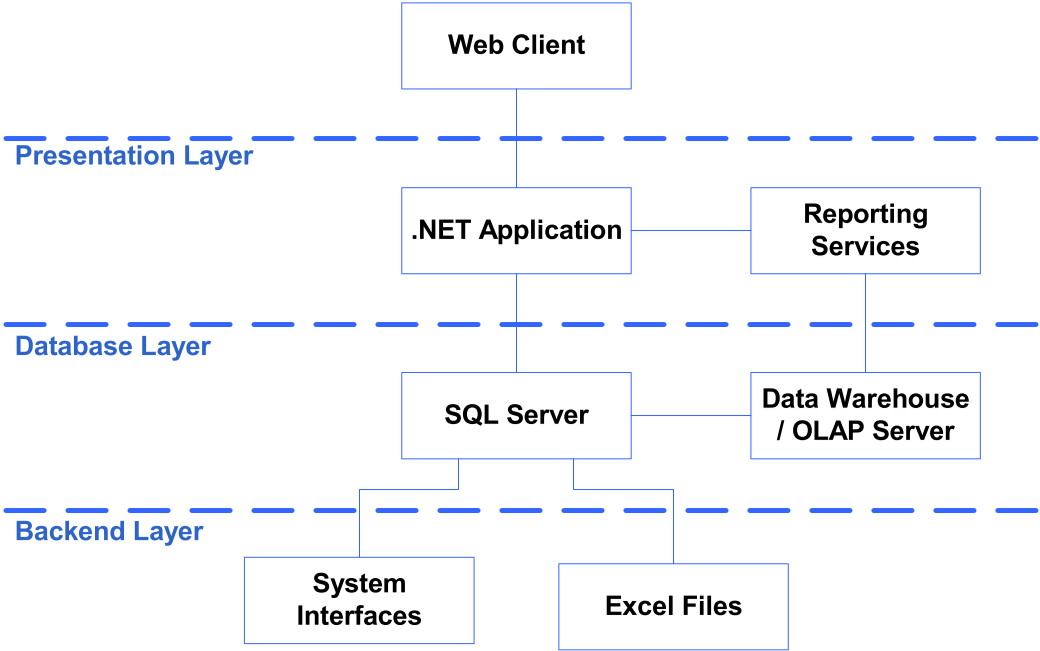 Web Client
Presentation Layer
.NET Application
Reporting
Services
Database Layer
SQL Server
Data Warehouse
/ OLAP Server
Backend Layer
System
Interfaces
Excel Files